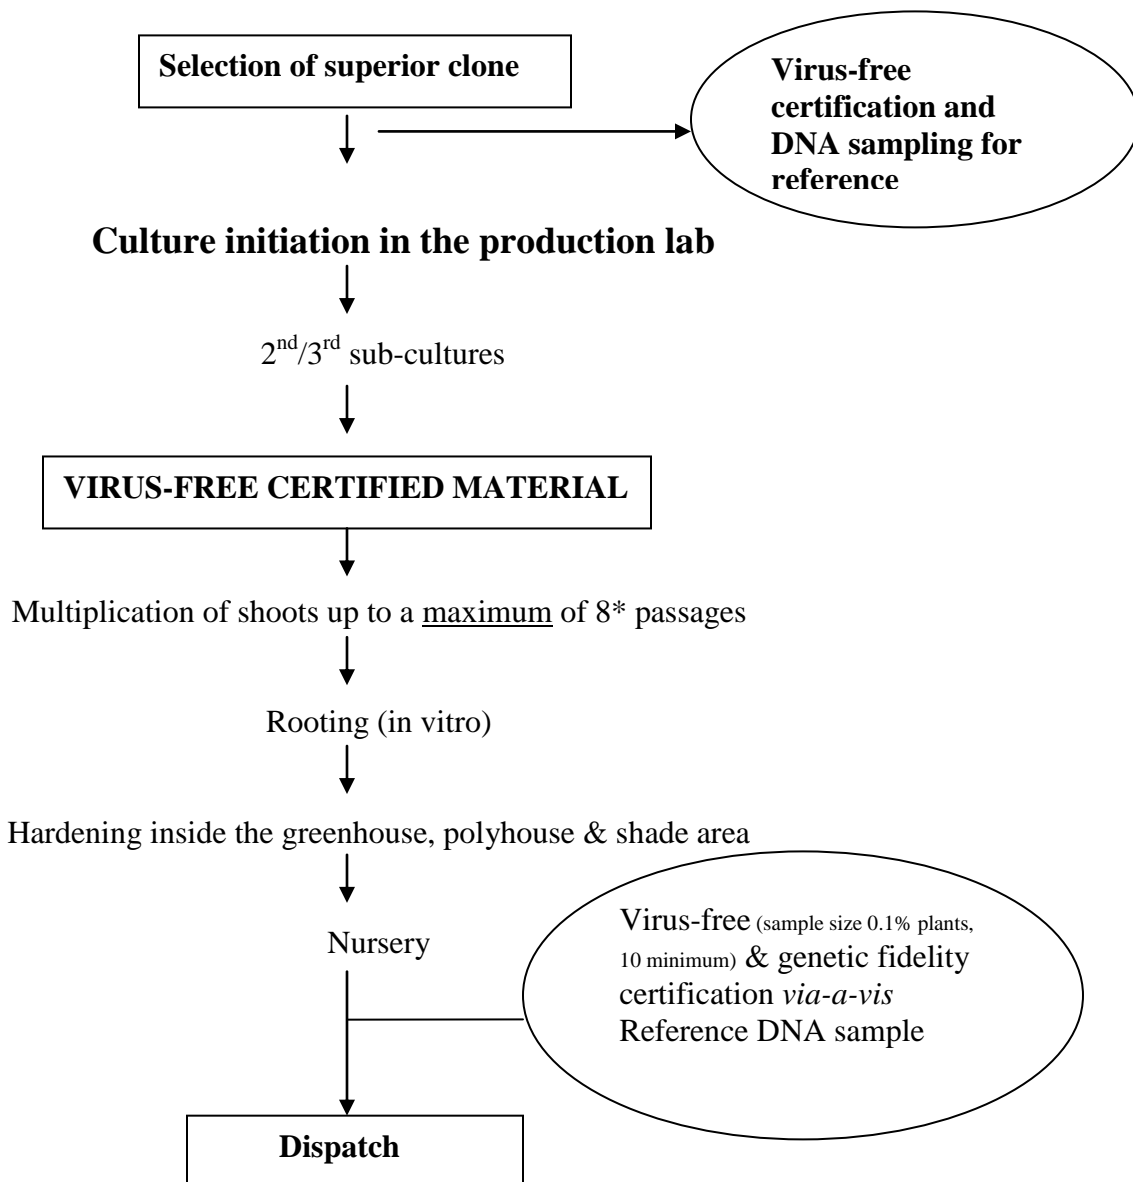 Selection of superior clone
Virus-free
certification and
DNA sampling for
reference
Culture initiation in the production lab
2nd/3rd sub-cultures
VIRUS-FREE CERTIFIED MATERIAL
Multiplication of shoots up to a maximum of 8* passages
Rooting (in vitro)
Hardening inside the greenhouse, polyhouse & shade area
Nursery
Virus-free (sample size 0.1% plants,
10 minimum) & genetic fidelity
certification via-a-vis
Reference DNA sample
Dispatch